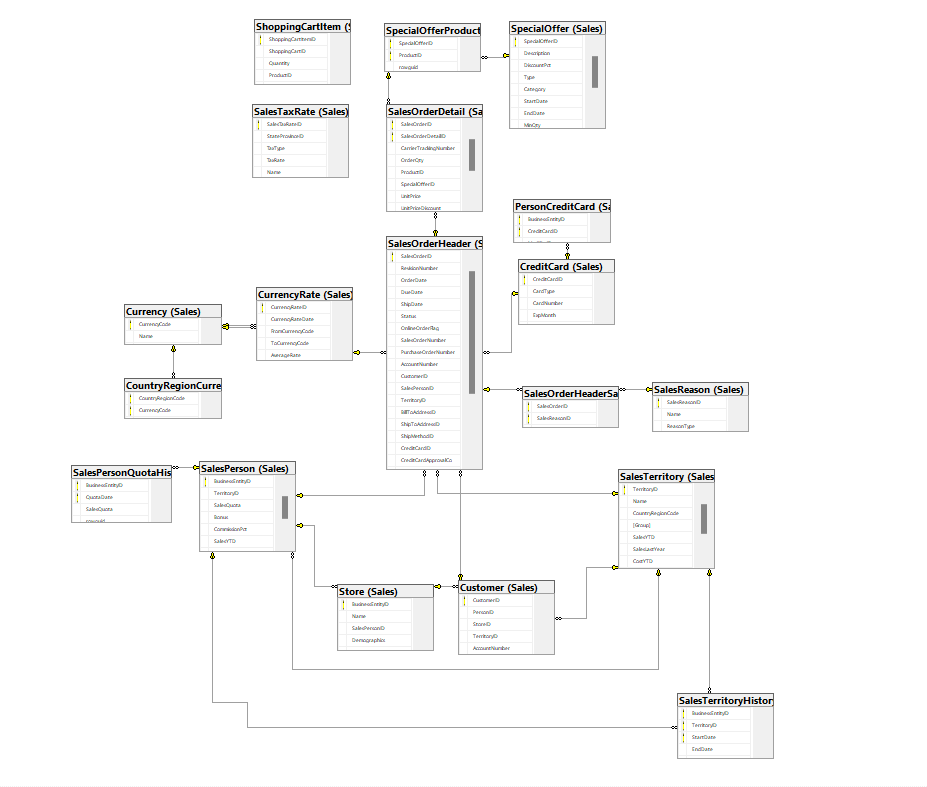 ShoppingCartItem (S
ShoppingCartItemID
ShoppingCartID
Quantity
ProductID
SpecialOfferProduct
SpecialOfferID
ProductID
rowguid
SpecialOffer (Sales)
SpecialOfferID
Description
DiscountPct
Type
Category
StartDate
EndDate
MinQty
SalesTaxRate (Sales)
SalesTaxRateID
StateProvinceID
TaxType
TaxRate
Name
SalesOrderDetail (Sa
SalesOrderID
SalesOrderDetailID
CarrierTrackingNumber
OrderQty
ProductID
SpecialOfferID
UnitPrice
UnitPriceDiscount
PersonCreditCard (Sa
BusinessEntityID
CreditCardID
SalesOrderHeader (S
SalesOrderID
RevisionNumber
OrderDate
DueDate
ShipDate
Status
OnlineOrderFlag
SalesOrderNumber
PurchaseOrderNumber
AccountNumber
CustomerID
SalesPersonID
TerritoryID
BillToAddressID
ShipToAddressID
ShipMethodID
CreditCardID
CreditCardApprovalCo
CreditCard (Sales)
CreditCardID
CardType
CardNumber
ExpMonth
CurrencyRate (Sales)
CurrencyRateID
CurrencyRateDate
FromCurrencyCode
ToCurrencyCode
AverageRate
Currency (Sales)
CurrencyCode
Name
CountryRegionCurre
CountryRegionCode
CurrencyCode
SalesOrderHeaderSa
SalesOrderID
SalesReasonID
SalesReason (Sales)
SalesReasonID
Name
ReasonType
SalesPersonQuotaHis
BusinessEntityID
QuotaDate
SalesQuota
rowguid
SalesPerson (Sales)
BusinessEntityID
TerritoryID
SalesQuota
Bonus
CommissionPct
SalesYTD
SalesTerritory (Sales
TerritoryID
Name
CountryRegionCode
[Group]
SalesYTD
SalesLastYear
CostYTD
Store (Sales)
BusinessEntityID
Name
SalesPersonID
Demographics
Customer (Sales)
CustomerID
PersonID
StoreID
TerritoryID
AccountNumber
SalesTerritoryHistor
BusinessEntityID
TerritoryID
StartDate
EndDate